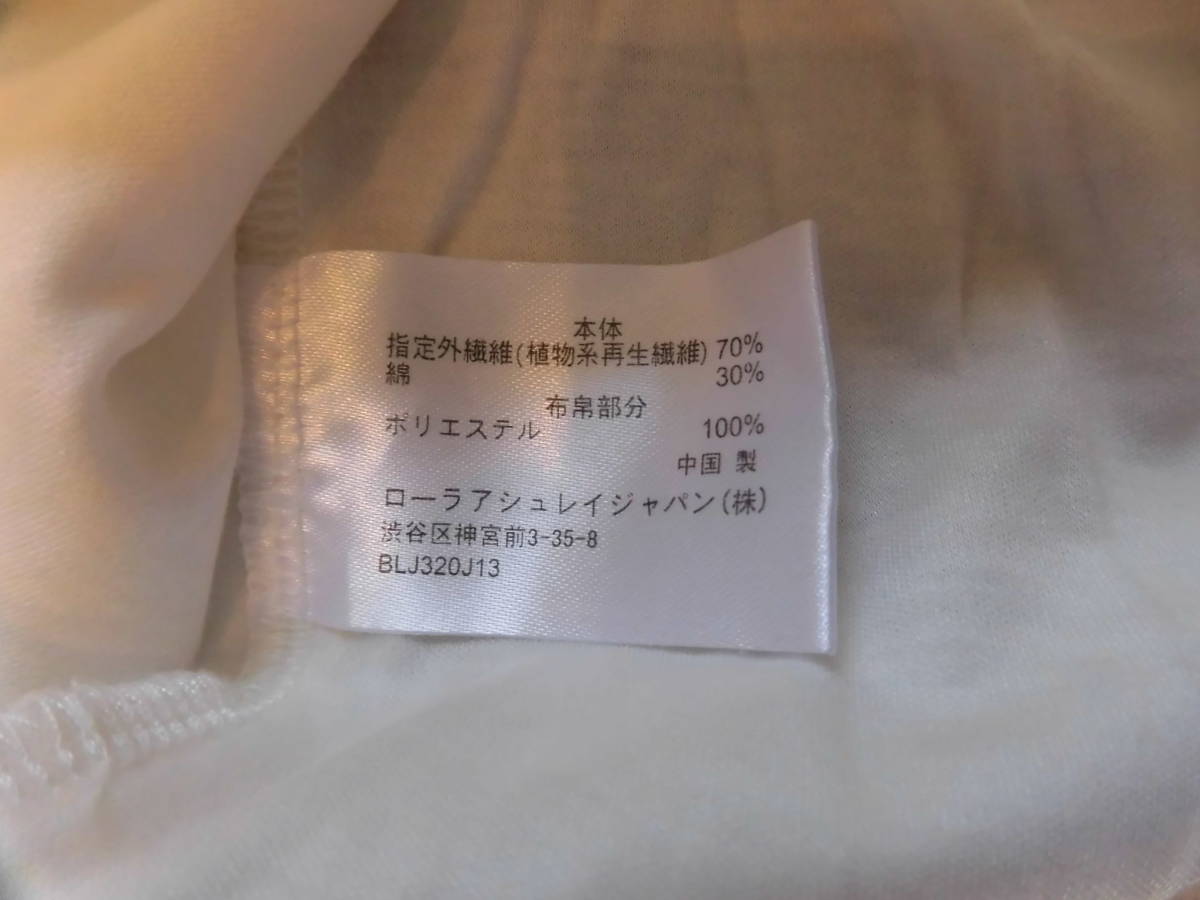 本体
指定外繊維(植物系再生繊維) 70%
綿 30%
布帛部分
ポリエステル 100%
中国 製
ローラアシュレイジャパン(株)
渋谷区神宮前3-35-8
BLJ320J13